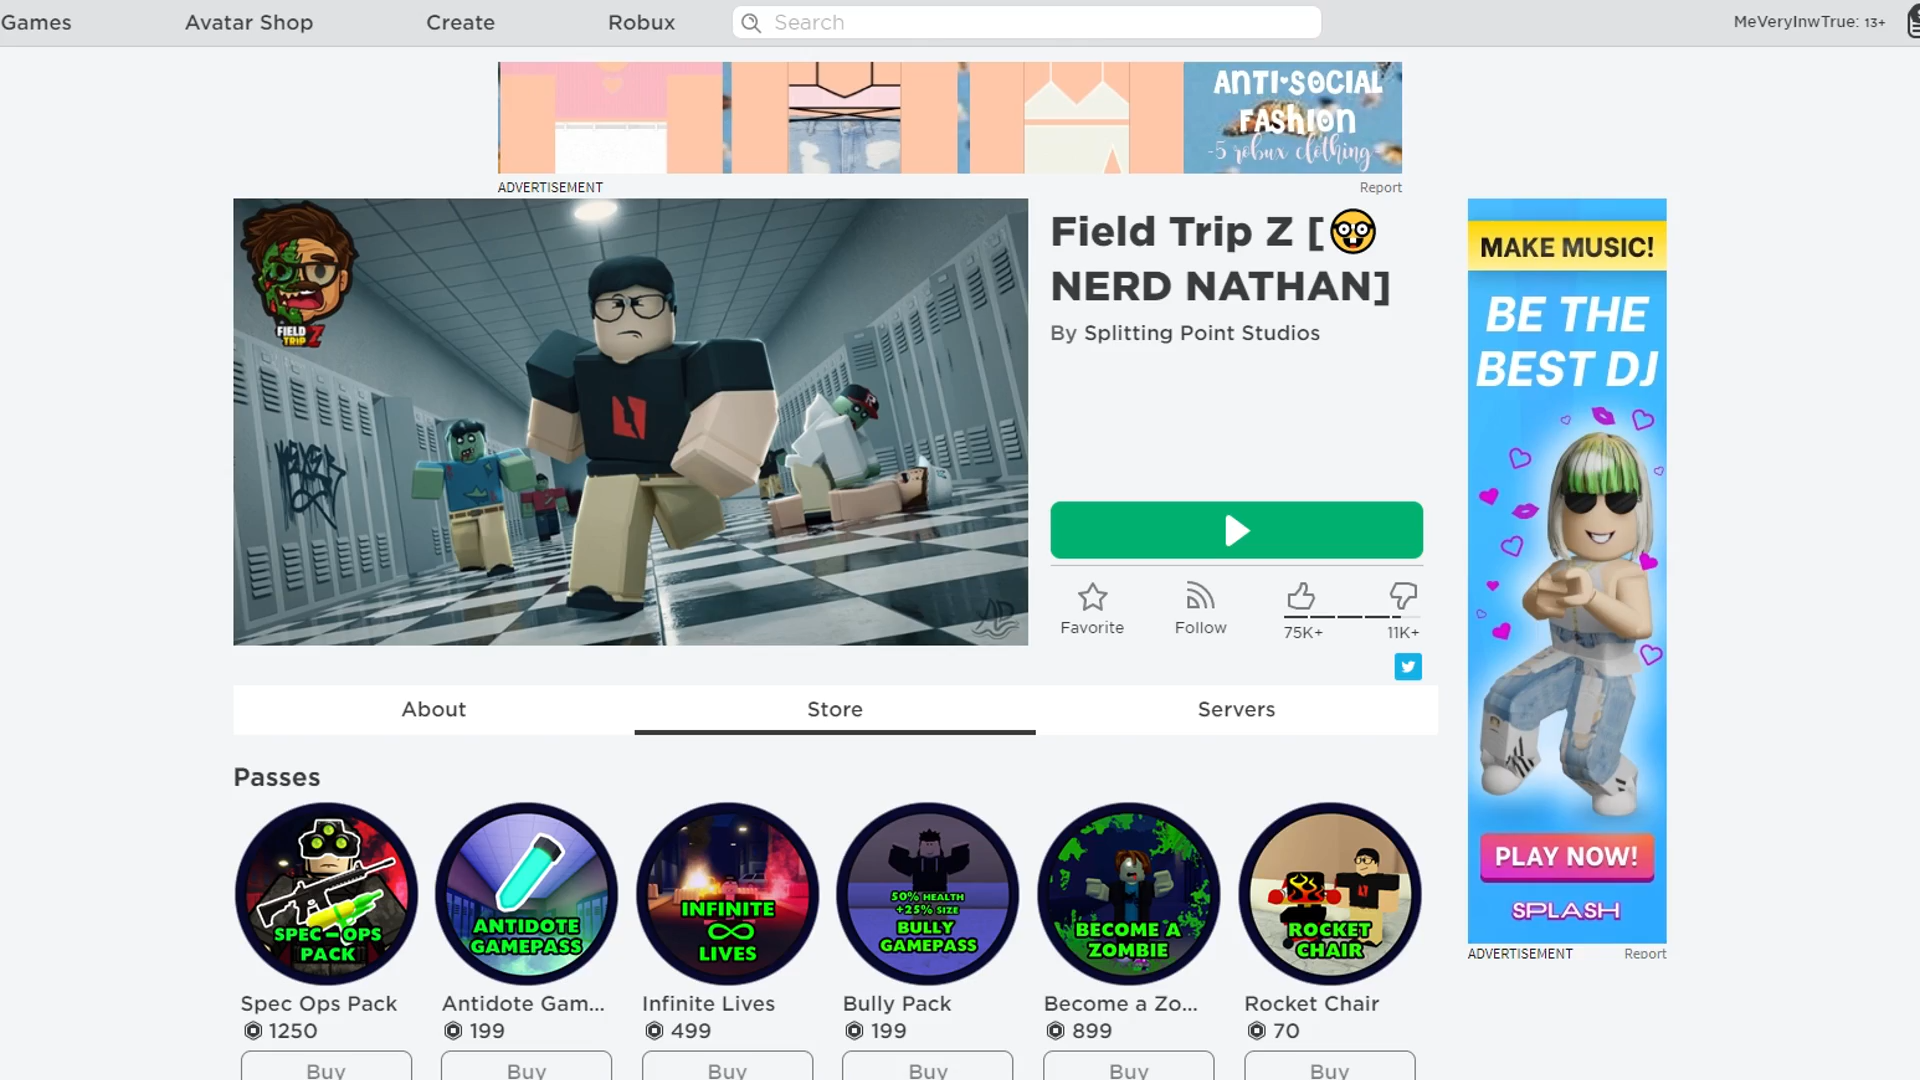 Games Avatar Shop Create Robux Search MeVeryInwTrue: 13+
ANTI-SOCIAL
FASHION
-5 robux clothing-
ADVERTISEMENT Report
FIELD
TRIP Z
Field Trip Z [🤓
NERD NATHAN]
By Splitting Point Studios
Favorite Follow 75K+ 11K+
MAKE MUSIC!
BE THE
BEST DJ
PLAY NOW!
SPLASH
ADVERTISEMENT Report
About Store Servers
Passes
SPEC-OPS
PACK
ANTIDOTE
GAMEPASS
INFINITE
∞
LIVES
50% HEALTH
+25% SIZE
BULLY
GAMEPASS
BECOME A
ZOMBIE
ROCKET
CHAIR
Spec Ops Pack Antidote Gam... Infinite Lives Bully Pack Become a Zo... Rocket Chair
1250 199 499 199 899 70
Buy Buy Buy Buy Buy Buy